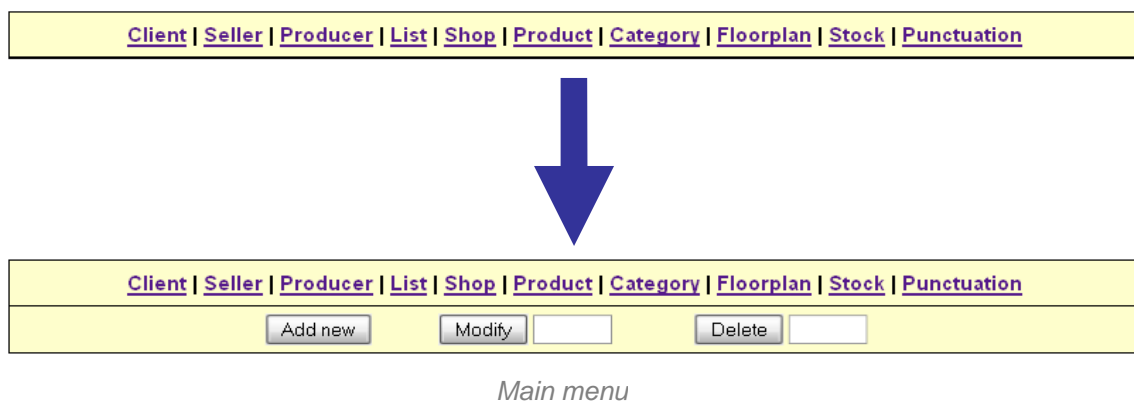 Client | Seller | Producer | List | Shop | Product | Category | Floorplan | Stock | Punctuation
Client | Seller | Producer | List | Shop | Product | Category | Floorplan | Stock | Punctuation
Add new Modify Delete
Main menu